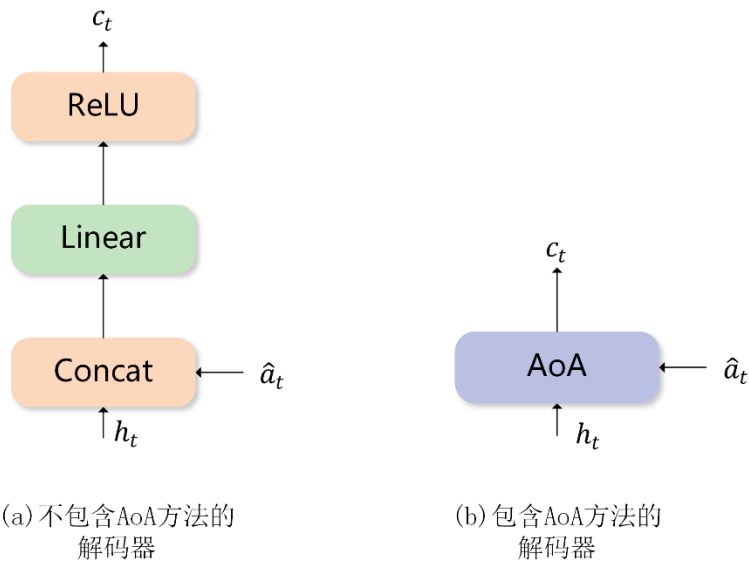 c_t
ReLU
Linear
Concat
â_t
h_t
(a)不包含AoA方法的
解码器
c_t
AoA
â_t
h_t
(b)包含AoA方法的
解码器